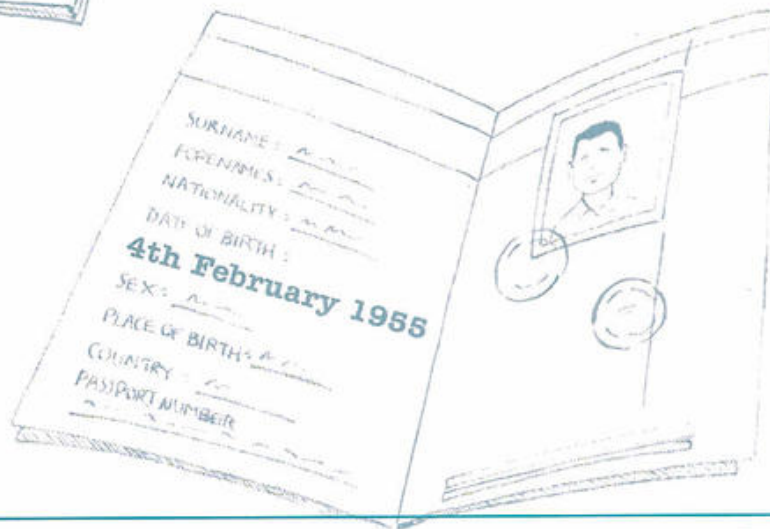 SURNAME:
FORENAMES:
NATIONALITY:
DATE OF BIRTH:
4th February 1955
SEX:
PLACE OF BIRTH:
COUNTRY:
PASSPORT NUMBER